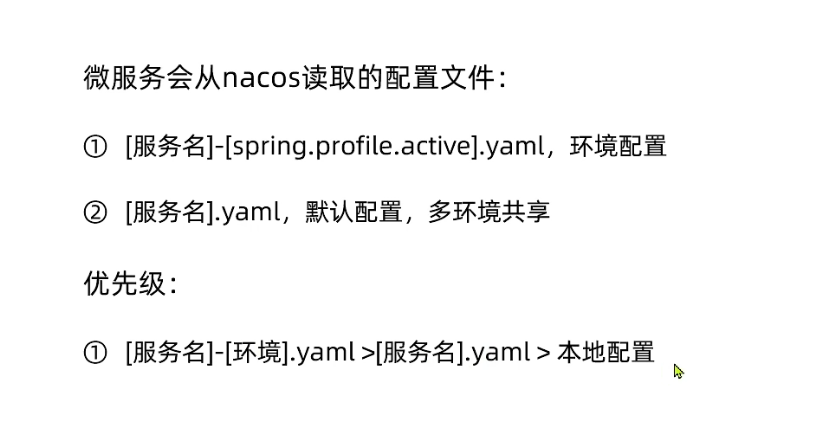 微服务会从nacos读取的配置文件：
① [服务名]-[spring.profile.active].yaml，环境配置
② [服务名].yaml，默认配置，多环境共享
优先级：
① [服务名]-[环境].yaml >[服务名].yaml > 本地配置